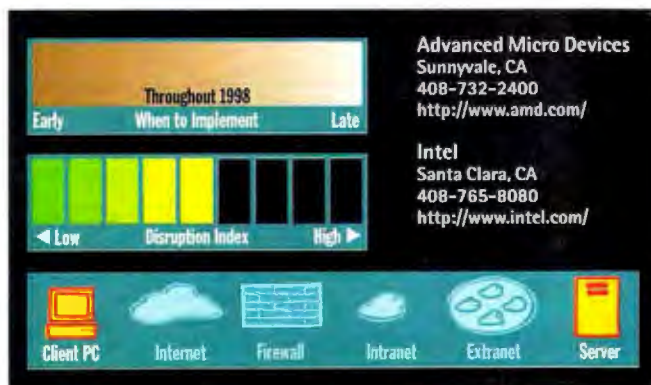 Throughout 1998
Early When to Implement Late
◄ Low Disruption Index High ►
Advanced Micro Devices
Sunnyvale, CA
408-732-2400
http://www.amd.com/
Intel
Santa Clara, CA
408-765-8080
http://www.intel.com/
Client PC Internet Firewall Intranet Extranet Server